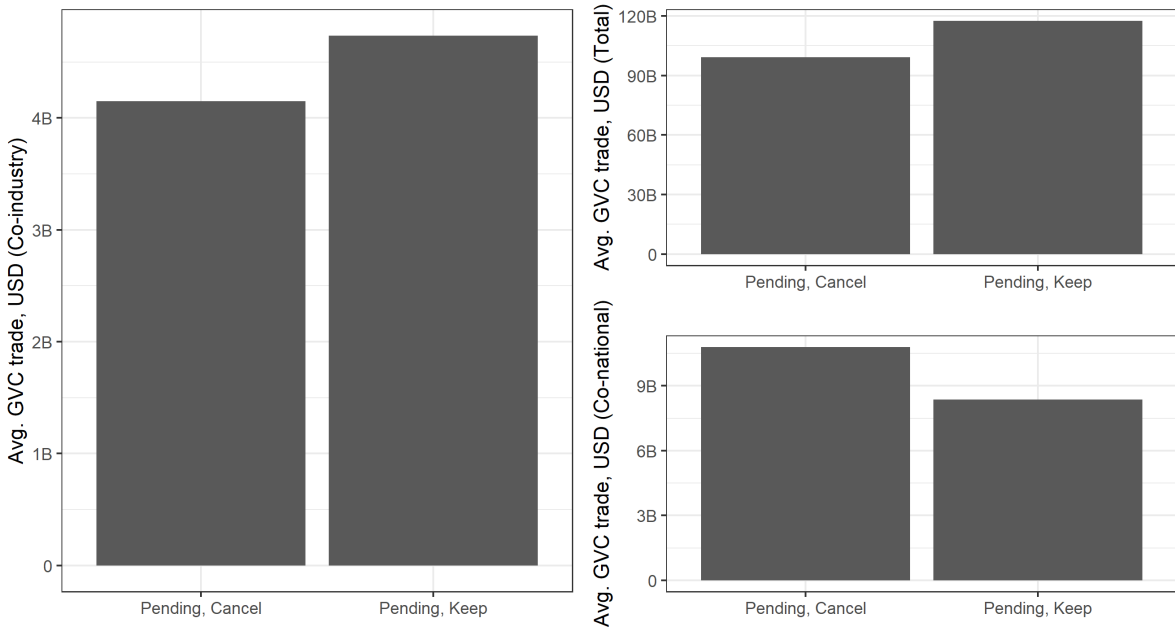 Avg. GVC trade, USD (Co-industry)
4B
3B
2B
1B
0
Pending, Cancel
Pending, Keep
Avg. GVC trade, USD (Total)
120B
90B
60B
30B
0
Pending, Cancel
Pending, Keep
Avg. GVC trade, USD (Co-national)
9B
6B
3B
0
Pending, Cancel
Pending, Keep